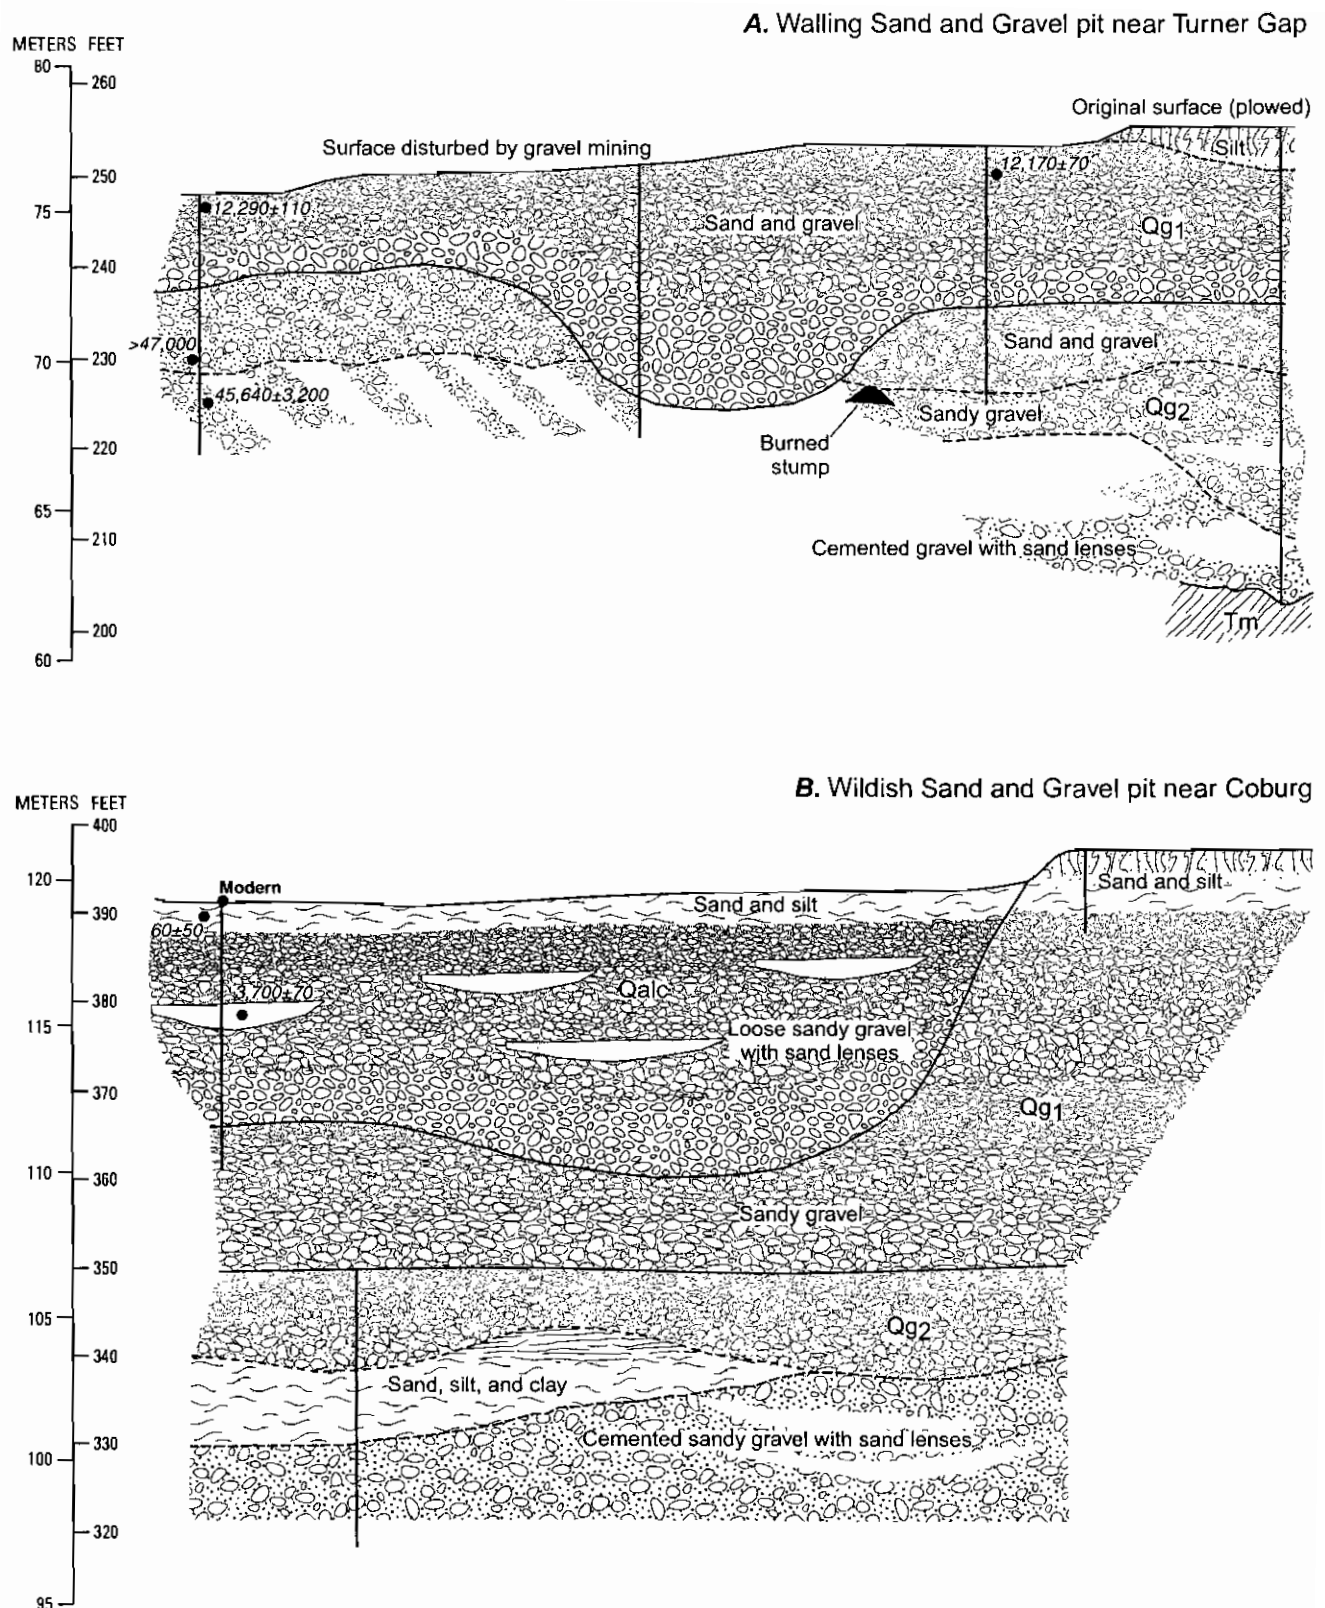 A. Walling Sand and Gravel pit near Turner Gap
METERS FEET
80
260
Original surface (plowed)
Surface disturbed by gravel mining
Silt
12,170±70
250
75
12,290±110
Sand and gravel
Qg1
240
>47,000
70
230
Sand and gravel
45,640±3,200
Sandy gravel
Qg2
Burned
stump
220
65
210
Cemented gravel with sand lenses
200
Tm
60
B. Wildish Sand and Gravel pit near Coburg
METERS FEET
400
120
Modern
Sand and silt
390
Sand and silt
60±50
3,700±70
Qalc
380
115
Loose sandy gravel
with sand lenses
370
Qg1
110
360
Sandy gravel
350
105
Qg2
340
Sand, silt, and clay
330
100
Cemented sandy gravel with sand lenses
320
95